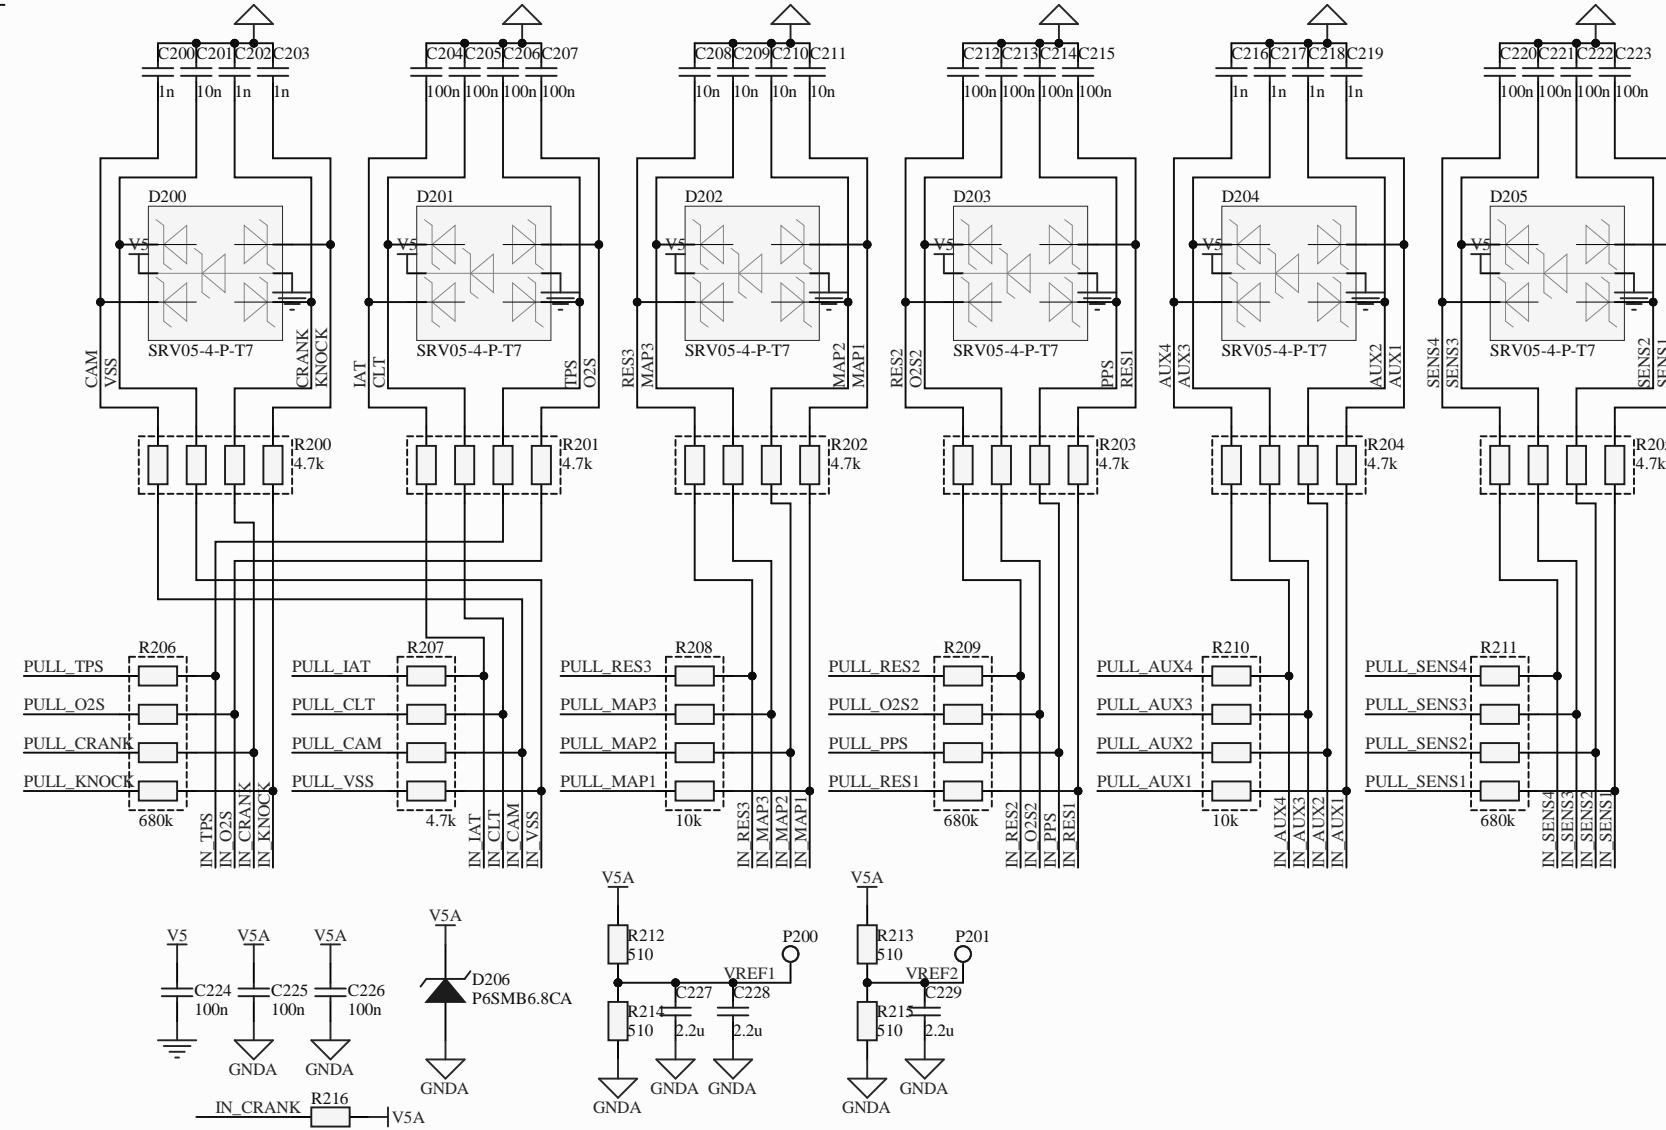 C200 C201 C202 C203
1n 10n 1n 1n
C204 C205 C206 C207
100n 100n 100n 100n
C208 C209 C210 C211
10n 10n 10n 10n
C212 C213 C214 C215
100n 100n 100n 100n
C216 C217 C218 C219
1n 1n 1n 1n
C220 C221 C222 C223
100n 100n 100n 100n
D200
V5
SRV05-4-P-T7
CAM
VSS
CRANK
KNOCK
D201
V5
SRV05-4-P-T7
IAT
CLT
TPS
O2S
D202
V5
SRV05-4-P-T7
RES3
MAP3
MAP2
MAP1
D203
V5
SRV05-4-P-T7
RES2
O2S2
PPS
RES1
D204
V5
SRV05-4-P-T7
AUX4
AUX3
AUX2
AUX1
D205
V5
SRV05-4-P-T7
SENS4
SENS3
SENS2
SENS1
R200
4.7k
R201
4.7k
R202
4.7k
R203
4.7k
R204
4.7k
4.7k
R206
PULL_TPS
PULL_O2S
PULL_CRANK
PULL_KNOCK
680k
IN_TPS
IN_O2S
IN_CRANK
IN_KNOCK
R207
PULL_IAT
PULL_CLT
PULL_CAM
PULL_VSS
4.7k
IN_IAT
IN_CLT
IN_CAM
IN_VSS
R208
PULL_RES3
PULL_MAP3
PULL_MAP2
PULL_MAP1
10k
IN_RES3
IN_MAP3
IN_MAP2
IN_MAP1
R209
PULL_RES2
PULL_O2S2
PULL_PPS
PULL_RES1
680k
IN_RES2
IN_O2S2
IN_PPS
IN_RES1
R210
PULL_AUX4
PULL_AUX3
PULL_AUX2
PULL_AUX1
10k
IN_AUX4
IN_AUX3
IN_AUX2
IN_AUX1
R211
PULL_SENS4
PULL_SENS3
PULL_SENS2
PULL_SENS1
680k
IN_SENS4
IN_SENS3
IN_SENS2
IN_SENS1
V5
C224
100n
V5A
C225
100n
GNDA
V5A
C226
100n
GNDA
V5A
D206
P6SMB6.8CA
GNDA
V5A
R212
510
P200
VREF1
R214
510
C227
2.2u
C228
2.2u
GNDA
GNDA
GNDA
V5A
R213
510
P201
VREF2
R215
510
C229
2.2u
GNDA
GNDA
IN_CRANK
R216
V5A